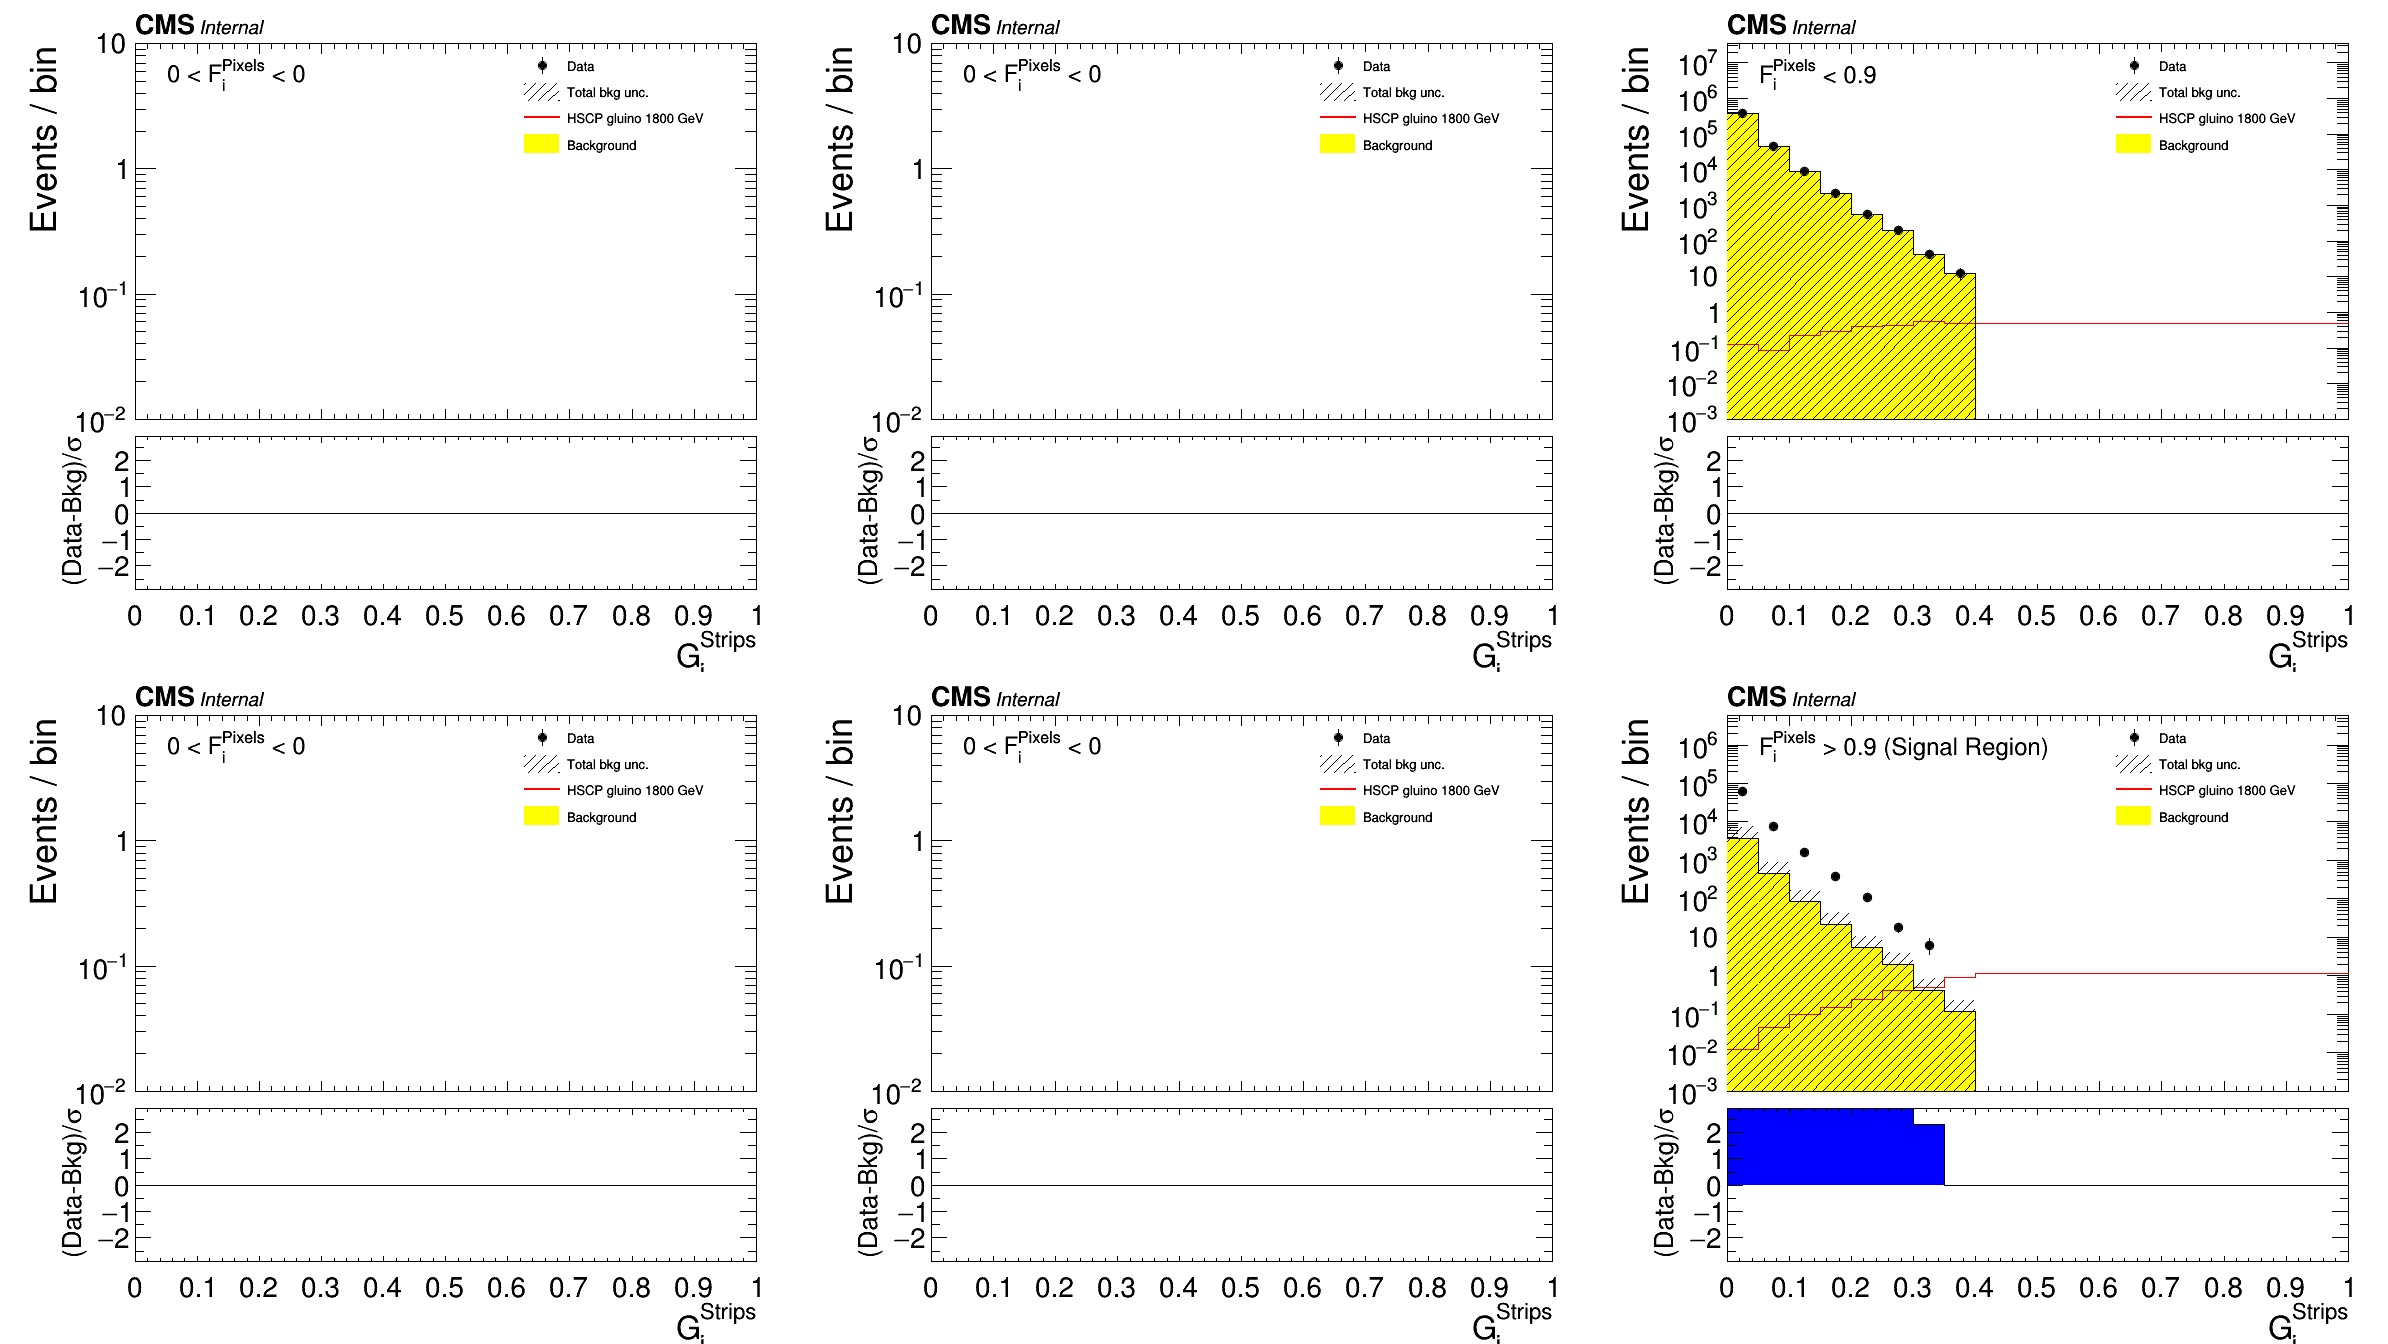 CMS Internal
Events / bin
10
1
10⁻¹
10⁻²
0 < F_i^Pixels < 0
Data
Total bkg unc.
HSCP gluino 1800 GeV
Background
(Data-Bkg)/σ
2
1
0
−1
−2
0 0.1 0.2 0.3 0.4 0.5 0.6 0.7 0.8 0.9 1
G_i^Strips
CMS Internal
Events / bin
10
1
10⁻¹
10⁻²
0 < F_i^Pixels < 0
Data
Total bkg unc.
HSCP gluino 1800 GeV
Background
(Data-Bkg)/σ
2
1
0
−1
−2
0 0.1 0.2 0.3 0.4 0.5 0.6 0.7 0.8 0.9 1
G_i^Strips
CMS Internal
Events / bin
10⁷
10⁶
10⁵
10⁴
10³
10²
10
1
10⁻¹
10⁻²
10⁻³
F_i^Pixels < 0.9
Data
Total bkg unc.
HSCP gluino 1800 GeV
Background
(Data-Bkg)/σ
2
1
0
−1
−2
0 0.1 0.2 0.3 0.4 0.5 0.6 0.7 0.8 0.9 1
G_i^Strips
CMS Internal
Events / bin
10
1
10⁻¹
10⁻²
0 < F_i^Pixels < 0
Data
Total bkg unc.
HSCP gluino 1800 GeV
Background
(Data-Bkg)/σ
2
1
0
−1
−2
0 0.1 0.2 0.3 0.4 0.5 0.6 0.7 0.8 0.9 1
G_i^Strips
CMS Internal
Events / bin
10
1
10⁻¹
10⁻²
0 < F_i^Pixels < 0
Data
Total bkg unc.
HSCP gluino 1800 GeV
Background
(Data-Bkg)/σ
2
1
0
−1
−2
0 0.1 0.2 0.3 0.4 0.5 0.6 0.7 0.8 0.9 1
G_i^Strips
CMS Internal
Events / bin
10⁶
10⁵
10⁴
10³
10²
10
1
10⁻¹
10⁻²
10⁻³
F_i^Pixels > 0.9 (Signal Region)
Data
Total bkg unc.
HSCP gluino 1800 GeV
Background
(Data-Bkg)/σ
2
1
0
−1
−2
0 0.1 0.2 0.3 0.4 0.5 0.6 0.7 0.8 0.9 1
G_i^Strips